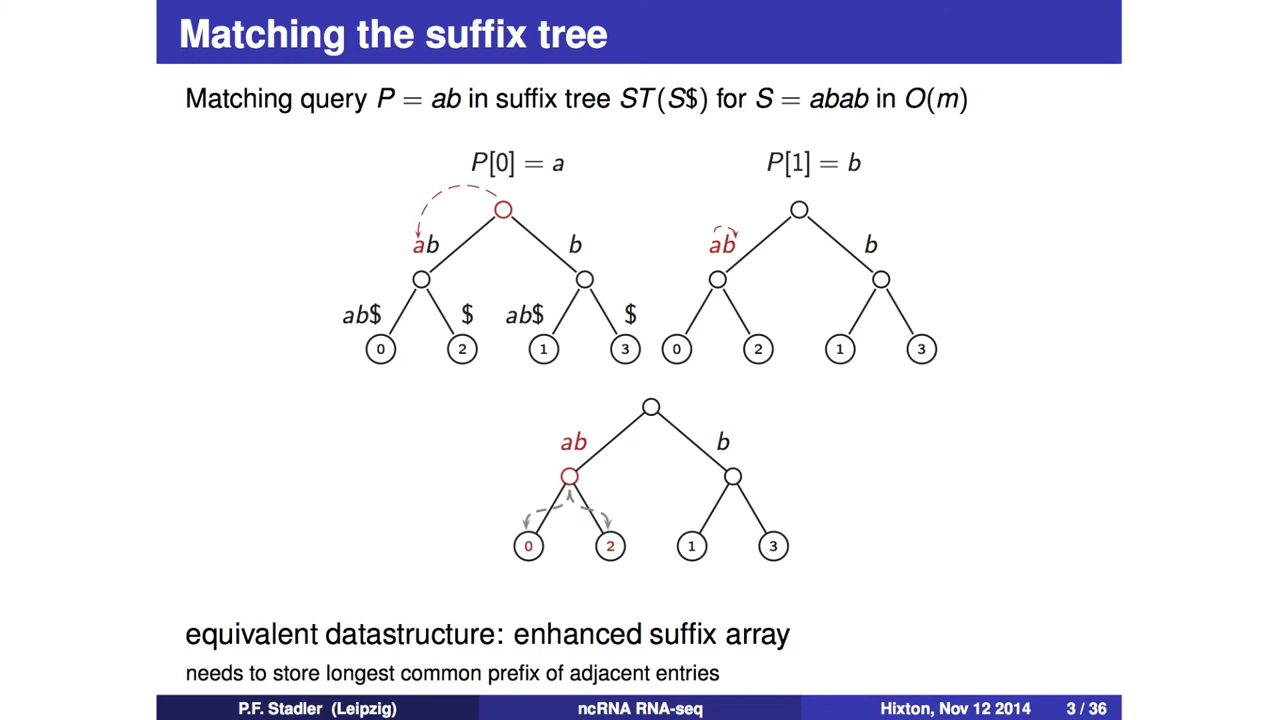 Matching the suffix tree
Matching query P = ab in suffix tree ST(S$) for S = abab in O(m)
P[0] = a
P[1] = b
ab
b
ab
b
ab$
$
ab$
$
0
2
1
3
0
2
1
3
ab
b
0
2
1
3
equivalent datastructure: enhanced suffix array
needs to store longest common prefix of adjacent entries
P.F. Stadler (Leipzig)
ncRNA RNA-seq
Hixton, Nov 12 2014
3 / 36